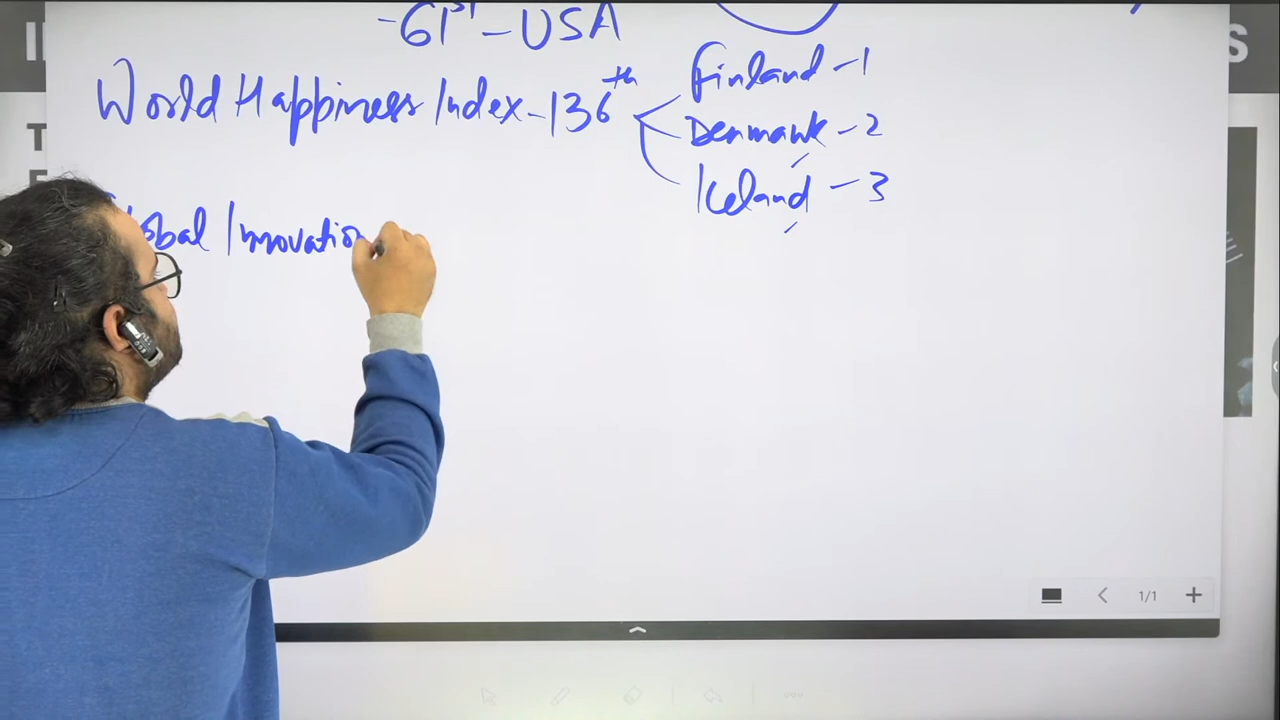 -61st - USA
World Happiness Index - 136th
Finland - 1
Denmark - 2
Iceland - 3
Global Innovation
1/1